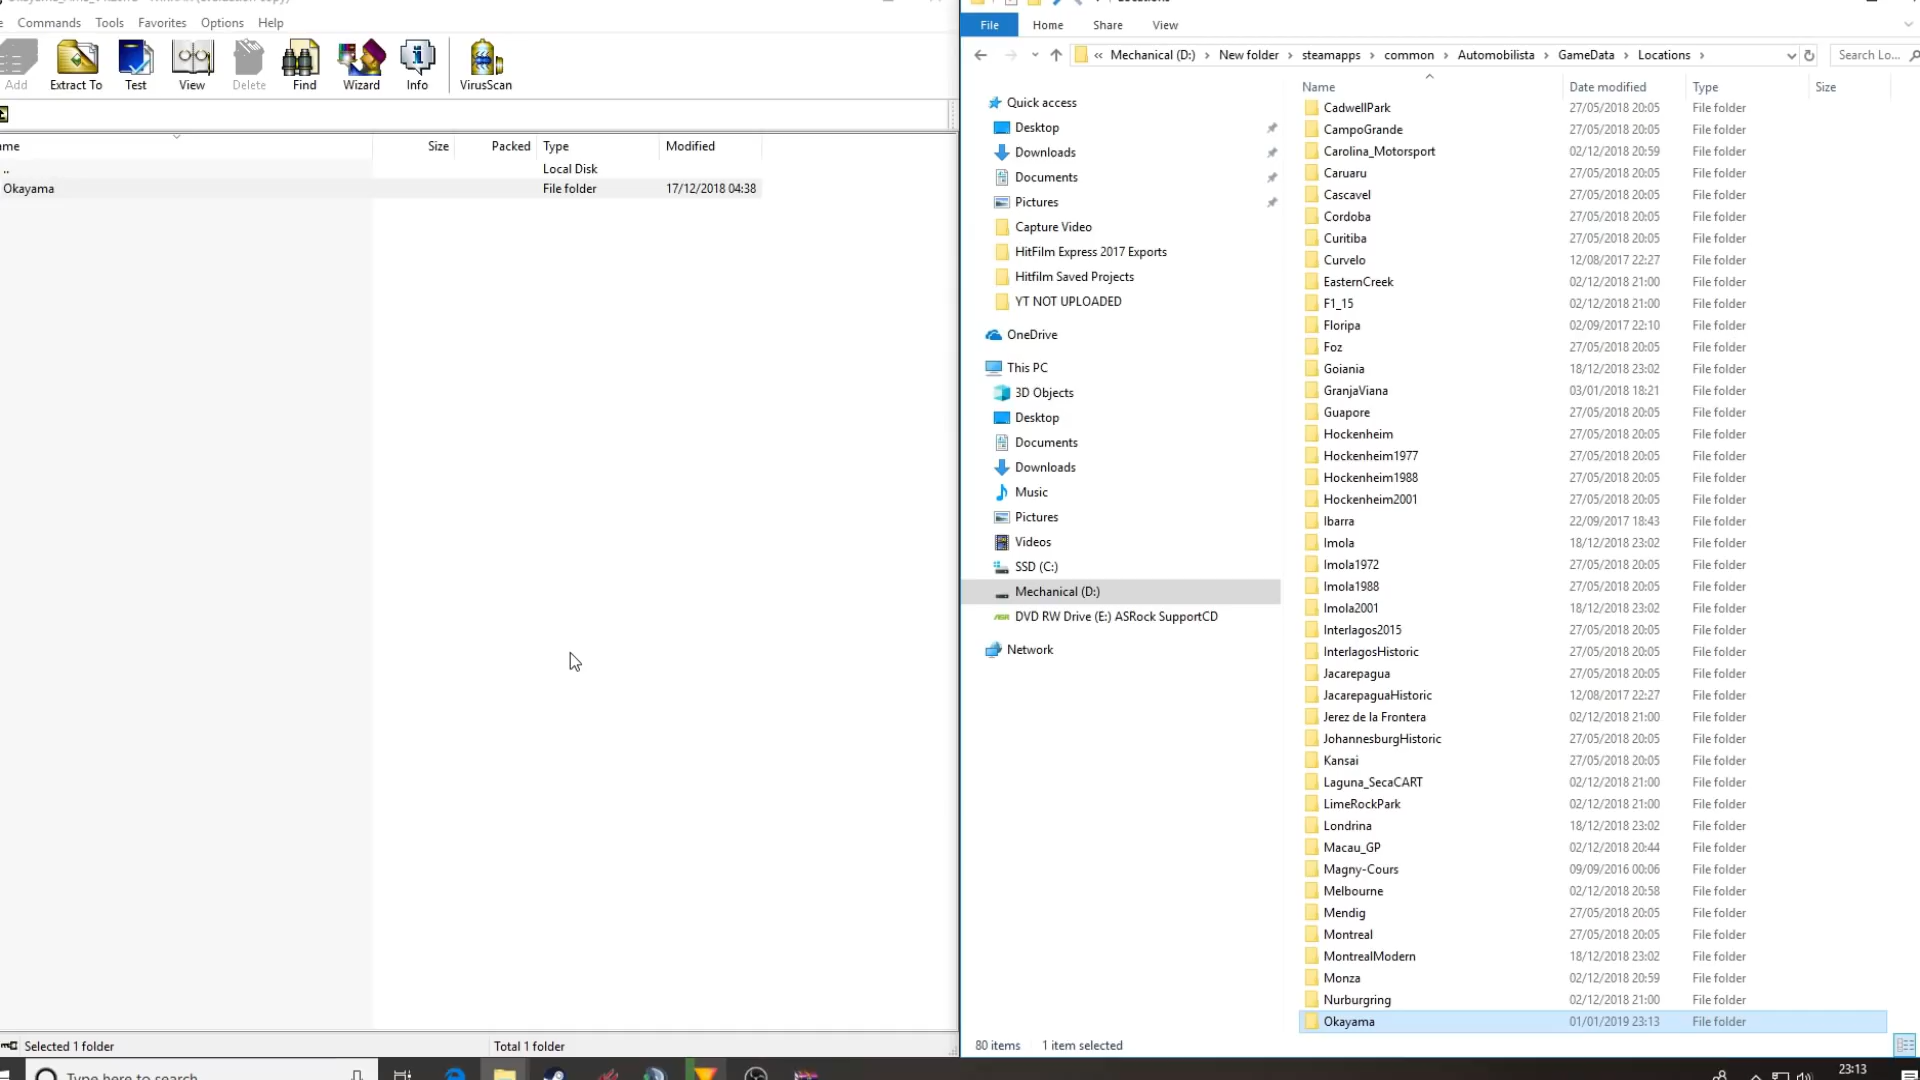 Commands Tools Favorites Options Help
Add Extract To Test View Delete Find Wizard Info VirusScan
Size Packed Type Modified
.. Local Disk
Okayama File folder 17/12/2018 04:38
Selected 1 folder Total 1 folder
File Home Share View
« Mechanical (D:) › New folder › steamapps › common › Automobilista › GameData › Locations ›
Search Lo...
Quick access
Desktop
Downloads
Documents
Pictures
Capture Video
HitFilm Express 2017 Exports
Hitfilm Saved Projects
YT NOT UPLOADED
OneDrive
This PC
3D Objects
Desktop
Documents
Downloads
Music
Pictures
Videos
SSD (C:)
Mechanical (D:)
DVD RW Drive (E:) ASRock SupportCD
Network
Name Date modified Type Size
CadwellPark 27/05/2018 20:05 File folder
CampoGrande 27/05/2018 20:05 File folder
Carolina_Motorsport 02/12/2018 20:59 File folder
Caruaru 27/05/2018 20:05 File folder
Cascavel 27/05/2018 20:05 File folder
Cordoba 27/05/2018 20:05 File folder
Curitiba 27/05/2018 20:05 File folder
Curvelo 12/08/2017 22:27 File folder
EasternCreek 02/12/2018 21:00 File folder
F1_15 02/12/2018 21:00 File folder
Floripa 02/09/2017 22:10 File folder
Foz 27/05/2018 20:05 File folder
Goiania 18/12/2018 23:02 File folder
GranjaViana 03/01/2018 18:21 File folder
Guapore 27/05/2018 20:05 File folder
Hockenheim 27/05/2018 20:05 File folder
Hockenheim1977 27/05/2018 20:05 File folder
Hockenheim1988 27/05/2018 20:05 File folder
Hockenheim2001 27/05/2018 20:05 File folder
Ibarra 22/09/2017 18:43 File folder
Imola 18/12/2018 23:02 File folder
Imola1972 27/05/2018 20:05 File folder
Imola1988 27/05/2018 20:05 File folder
Imola2001 18/12/2018 23:02 File folder
Interlagos2015 27/05/2018 20:05 File folder
InterlagosHistoric 27/05/2018 20:05 File folder
Jacarepagua 27/05/2018 20:05 File folder
JacarepaguaHistoric 12/08/2017 22:27 File folder
Jerez de la Frontera 02/12/2018 21:00 File folder
JohannesburgHistoric 27/05/2018 20:05 File folder
Kansai 27/05/2018 20:05 File folder
Laguna_SecaCART 02/12/2018 21:00 File folder
LimeRockPark 02/12/2018 21:00 File folder
Londrina 18/12/2018 23:02 File folder
Macau_GP 02/12/2018 20:44 File folder
Magny-Cours 09/09/2016 00:06 File folder
Melbourne 02/12/2018 20:58 File folder
Mendig 27/05/2018 20:05 File folder
Montreal 27/05/2018 20:05 File folder
MontrealModern 18/12/2018 23:02 File folder
Monza 02/12/2018 20:59 File folder
Nurburgring 02/12/2018 21:00 File folder
Okayama 01/01/2019 23:13 File folder
80 items 1 item selected
Type here to search
23:13